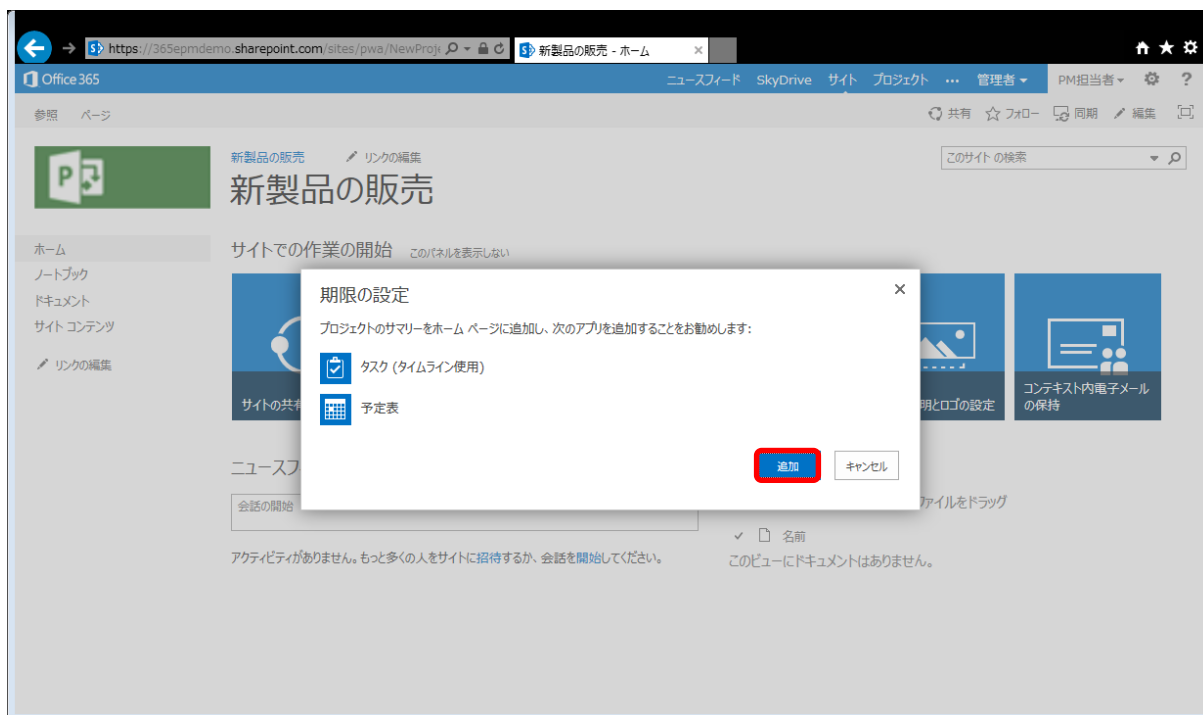 https://365epmdemo.sharepoint.com/sites/pwa/NewProje
新製品の販売 - ホーム
Office 365
ニュースフィード SkyDrive サイト プロジェクト ... 管理者 PM担当者 ?
参照 ページ
共有 フォロー 同期 編集
P
新製品の販売 リンクの編集
このサイト の検索
新製品の販売
ホーム
ノートブック
ドキュメント
サイト コンテンツ
リンクの編集
サイトでの作業の開始 このパネルを表示しない
期限の設定
プロジェクトのサマリーをホーム ページに追加し、次のアプリを追加することをお勧めします:
タスク (タイムライン使用)
予定表
追加 キャンセル
サイトの共有
明とロゴの設定
コンテキスト内電子メール
の保持
ニュースフ
会話の開始
ファイルをドラッグ
名前
アクティビティがありません。もっと多くの人をサイトに招待するか、会話を開始してください。
このビューにドキュメントはありません。